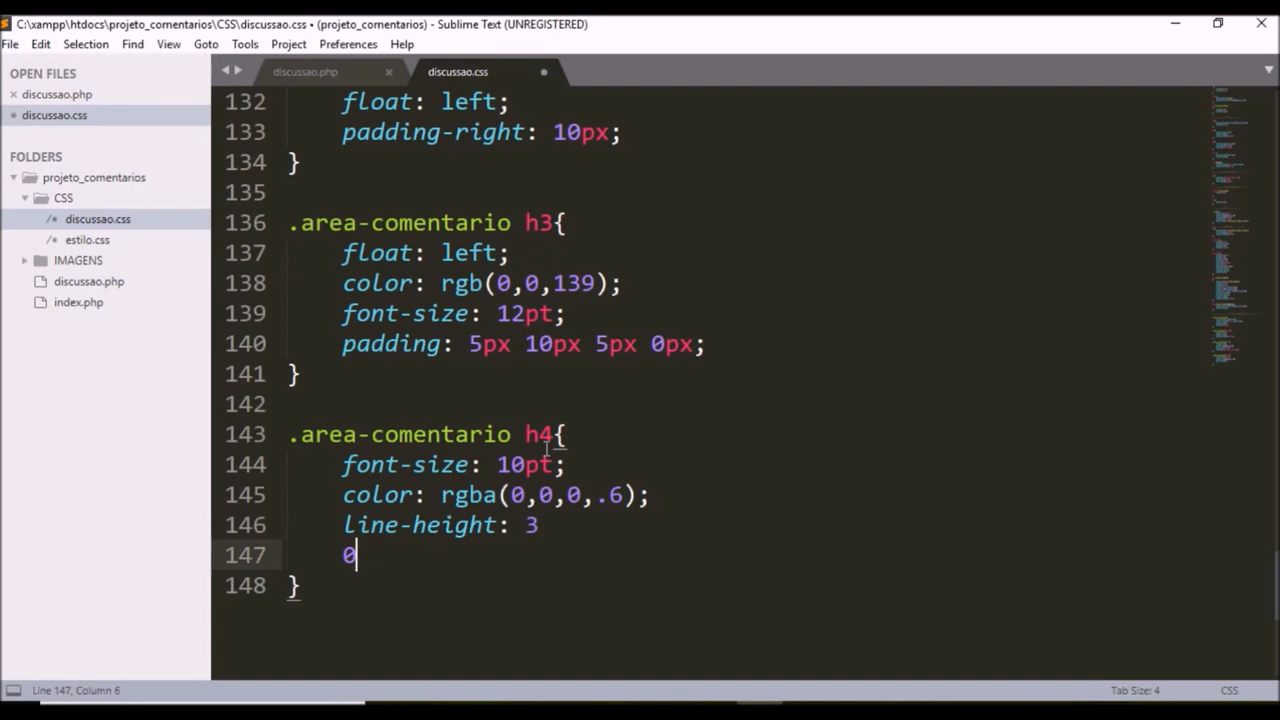 C:\xampp\htdocs\projeto_comentarios\CSS\discussao.css • (projeto_comentarios) - Sublime Text (UNREGISTERED)
File Edit Selection Find View Goto Tools Project Preferences Help
OPEN FILES
discussao.php
discussao.css
FOLDERS
projeto_comentarios
CSS
/* discussao.css
/* estilo.css
IMAGENS
discussao.php
index.php
discussao.php discussao.css
132 float: left;
133 padding-right: 10px;
134 }
135
136 .area-comentario h3{
137 float: left;
138 color: rgb(0,0,139);
139 font-size: 12pt;
140 padding: 5px 10px 5px 0px;
141 }
142
143 .area-comentario h4{
144 font-size: 10pt;
145 color: rgba(0,0,0,.6);
146 line-height: 3
147 0
148 }
Line 147, Column 6 Tab Size: 4 CSS